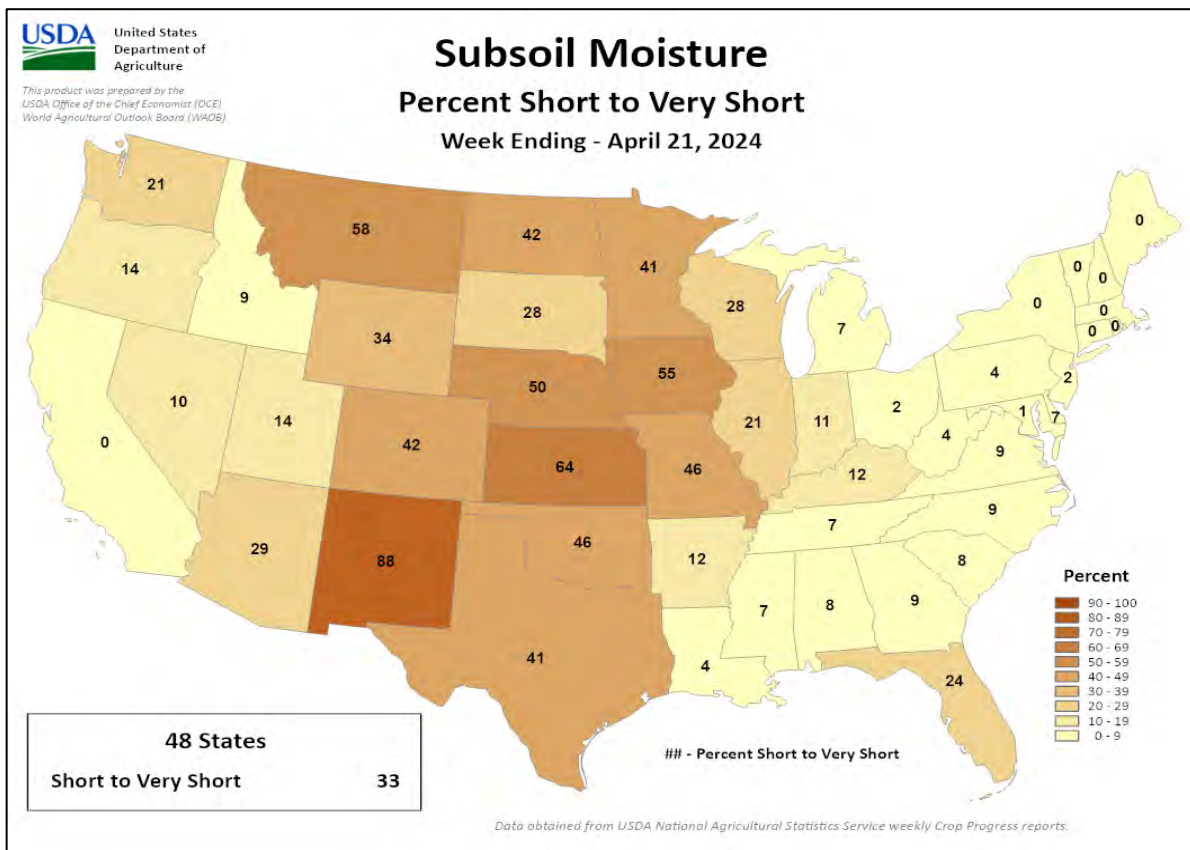 USDA
United States
Department of
Agriculture
This product was prepared by the
USDA Office of the Chief Economist (OCE)
World Agricultural Outlook Board (WAOB)
Subsoil Moisture
Percent Short to Very Short
Week Ending - April 21, 2024
21
58
42
41
0
14
9
28
28
7
0
0
0
0
0
0
34
50
55
4
2
10
14
42
21
11
2
1
7
0
64
46
4
9
12
29
88
46
12
7
9
41
7
8
9
8
4
24
Percent
90 - 100
80 - 89
70 - 79
60 - 69
50 - 59
40 - 49
30 - 39
20 - 29
10 - 19
0 - 9
48 States
Short to Very Short 33
## - Percent Short to Very Short
Data obtained from USDA National Agricultural Statistics Service weekly Crop Progress reports.